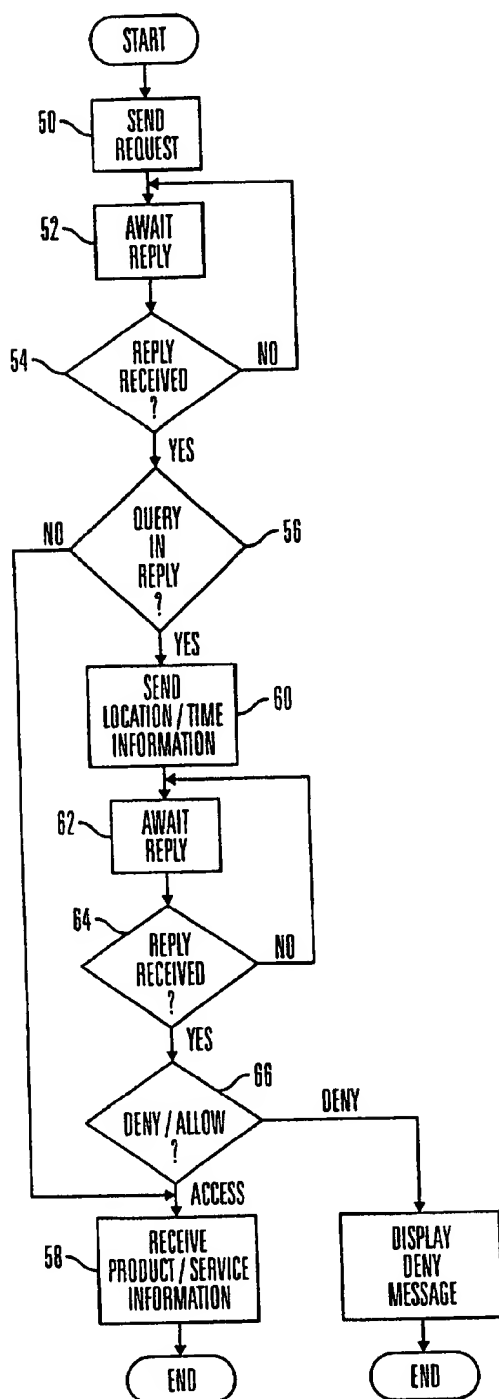 START
50
SEND
REQUEST
52
AWAIT
REPLY
54
REPLY
RECEIVED
?
NO
YES
NO
QUERY
IN
REPLY
?
56
YES
SEND
LOCATION / TIME
INFORMATION
60
62
AWAIT
REPLY
64
REPLY
RECEIVED
?
NO
YES
66
DENY / ALLOW
?
DENY
ACCESS
58
RECEIVE
PRODUCT / SERVICE
INFORMATION
DISPLAY
DENY
MESSAGE
END
END